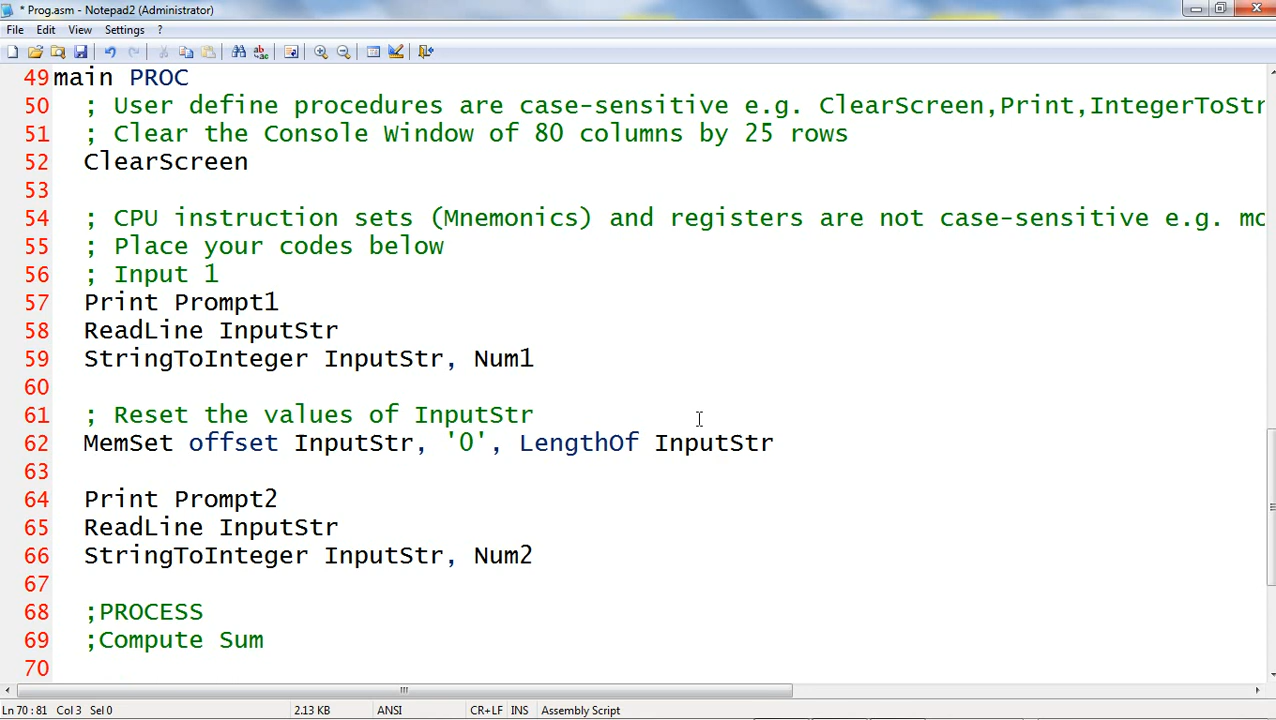 * Prog.asm - Notepad2 (Administrator)
File Edit View Settings ?
49 main PROC
50 ; User define procedures are case-sensitive e.g. ClearScreen,Print,IntegerToStr
51 ; Clear the Console Window of 80 columns by 25 rows
52 ClearScreen
53
54 ; CPU instruction sets (Mnemonics) and registers are not case-sensitive e.g. mo
55 ; Place your codes below
56 ; Input 1
57 Print Prompt1
58 ReadLine InputStr
59 StringToInteger InputStr, Num1
60
61 ; Reset the values of InputStr
62 MemSet offset InputStr, '0', LengthOf InputStr
63
64 Print Prompt2
65 ReadLine InputStr
66 StringToInteger InputStr, Num2
67
68 ;PROCESS
69 ;Compute Sum
70
Ln 70 : 81 Col 3 Sel 0 2.13 KB ANSI CR+LF INS Assembly Script